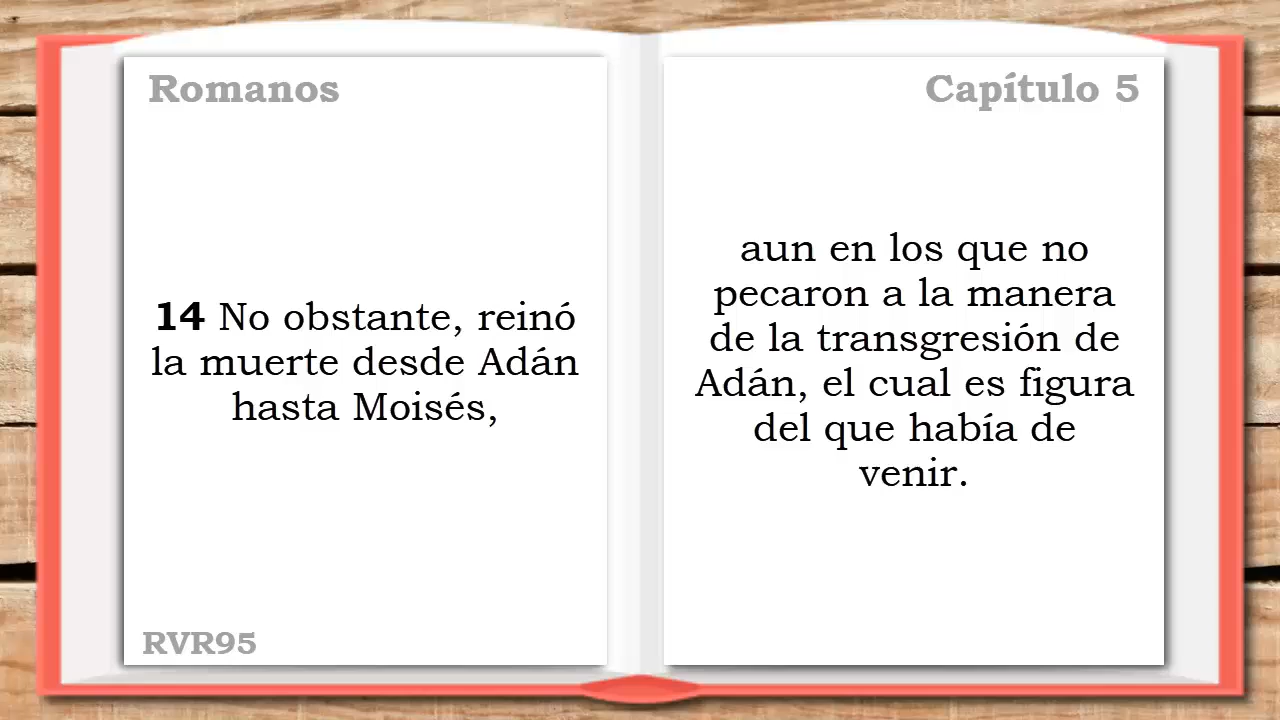 Romanos
14 No obstante, reinó
la muerte desde Adán
hasta Moisés,
RVR95
Capítulo 5
aun en los que no
pecaron a la manera
de la transgresión de
Adán, el cual es figura
del que había de
venir.